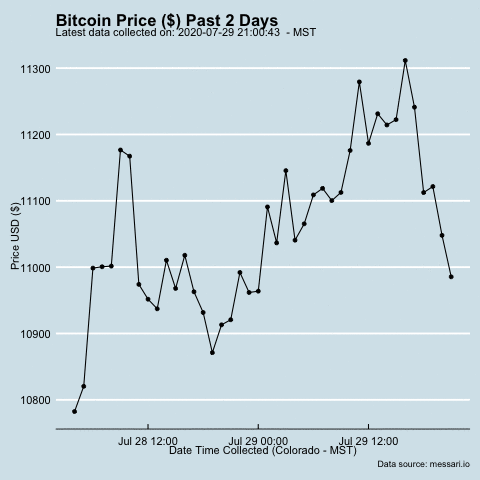 Bitcoin Price ($) Past 2 Days
Latest data collected on: 2020-07-29 21:00:43  - MST
11300
11200
11100
11000
10900
10800
Price USD ($)
Jul 28 12:00
Jul 29 00:00
Jul 29 12:00
Date Time Collected (Colorado - MST)
Data source: messari.io